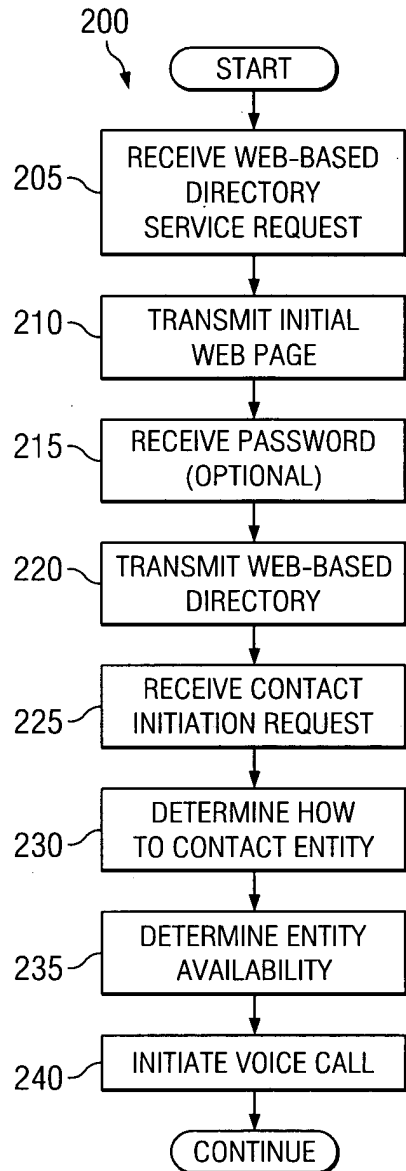 200
START
205
RECEIVE WEB-BASED
DIRECTORY
SERVICE REQUEST
210
TRANSMIT INITIAL
WEB PAGE
215
RECEIVE PASSWORD
(OPTIONAL)
220
TRANSMIT WEB-BASED
DIRECTORY
225
RECEIVE CONTACT
INITIATION REQUEST
230
DETERMINE HOW
TO CONTACT ENTITY
235
DETERMINE ENTITY
AVAILABILITY
240
INITIATE VOICE CALL
CONTINUE